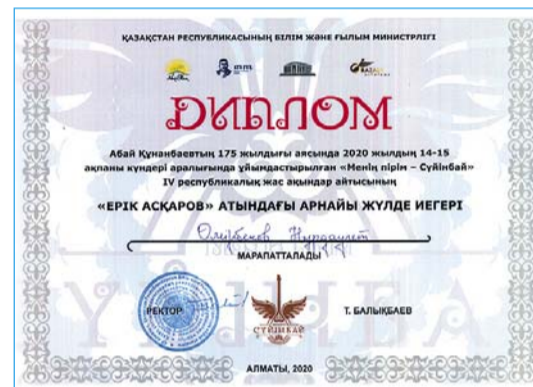 ҚАЗАҚСТАН РЕСПУБЛИКАСЫНЫҢ БІЛІМ ЖӘНЕ ҒЫЛЫМ МИНИСТРЛІГІ
ДИПЛОМ
Абай Құнанбаевтың 175 жылдығы аясында 2020 жылдың 14-15
ақпаны күндері аралығында ұйымдастырылған «Менің пірім – Сүйінбай»
IV республикалық жас ақындар айтысының
«ЕРІК АСҚАРОВ» АТЫНДАҒЫ АРНАЙЫ ЖҮЛДЕ ИЕГЕРІ
Нұрдәулет
МАРАПАТТАЛАДЫ
РЕКТОР
Т. БАЛЫҚБАЕВ
СҮЙІНБАЙ
АЛМАТЫ, 2020